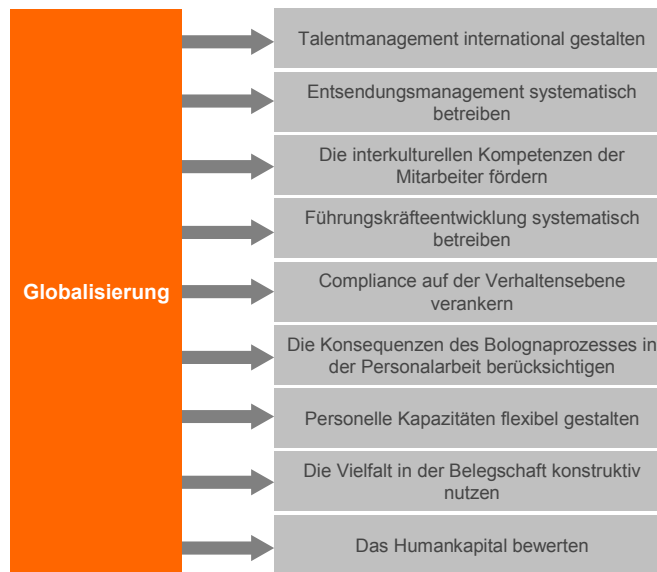 Talentmanagement international gestalten
Entsendungsmanagement systematisch
betreiben
Die interkulturellen Kompetenzen der
Mitarbeiter fördern
Führungskräfteentwicklung systematisch
betreiben
Globalisierung
Compliance auf der Verhaltensebene
verankern
Die Konsequenzen des Bolognaprozesses in
der Personalarbeit berücksichtigen
Personelle Kapazitäten flexibel gestalten
Die Vielfalt in der Belegschaft konstruktiv
nutzen
Das Humankapital bewerten